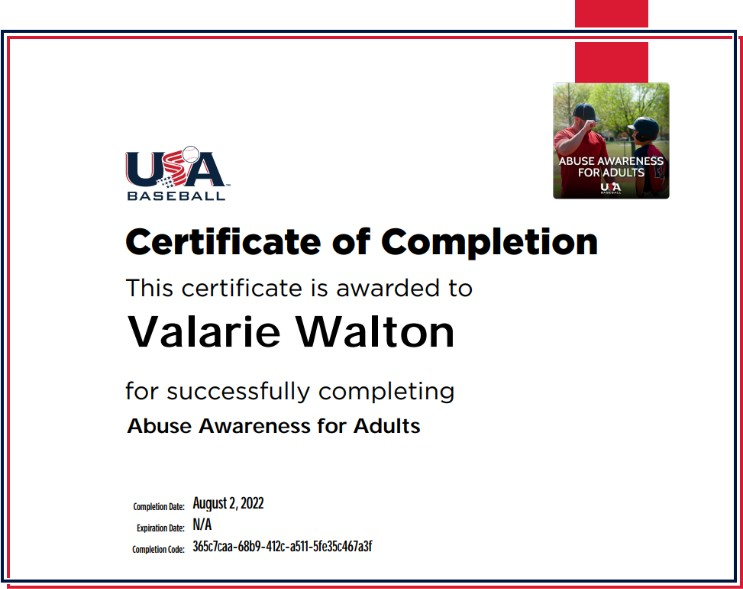 ABUSE AWARENESS
FOR ADULTS
USA
BASEBALL
USA
BASEBALL
Certificate of Completion
This certificate is awarded to
Valarie Walton
for successfully completing
Abuse Awareness for Adults
Completion Date: August 2, 2022
Expiration Date: N/A
Completion Code: 365c7caa-68b9-412c-a511-5fe35c467a3f